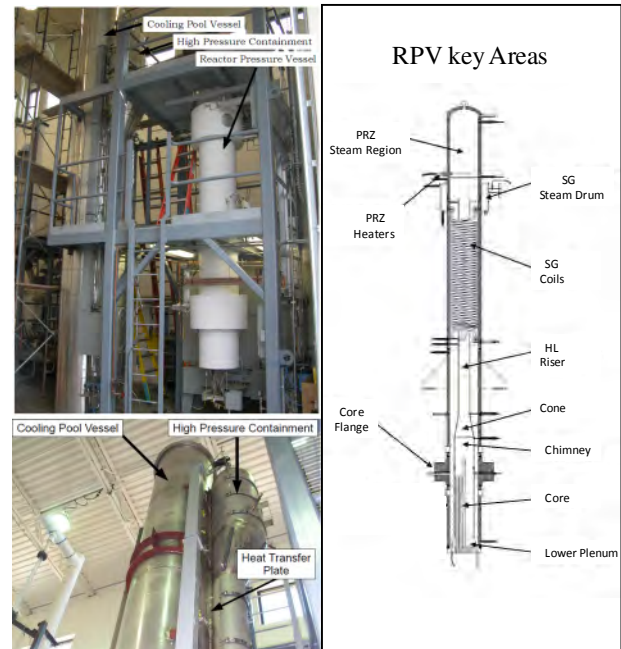 Cooling Pool Vessel
High Pressure Containment
Reactor Pressure Vessel
Cooling Pool Vessel
High Pressure Containment
Heat Transfer
Plate
RPV key Areas
PRZ
Steam Region
SG
Steam Drum
PRZ
Heaters
SG
Coils
HL
Riser
Core
Flange
Cone
Chimney
Core
Lower Plenum